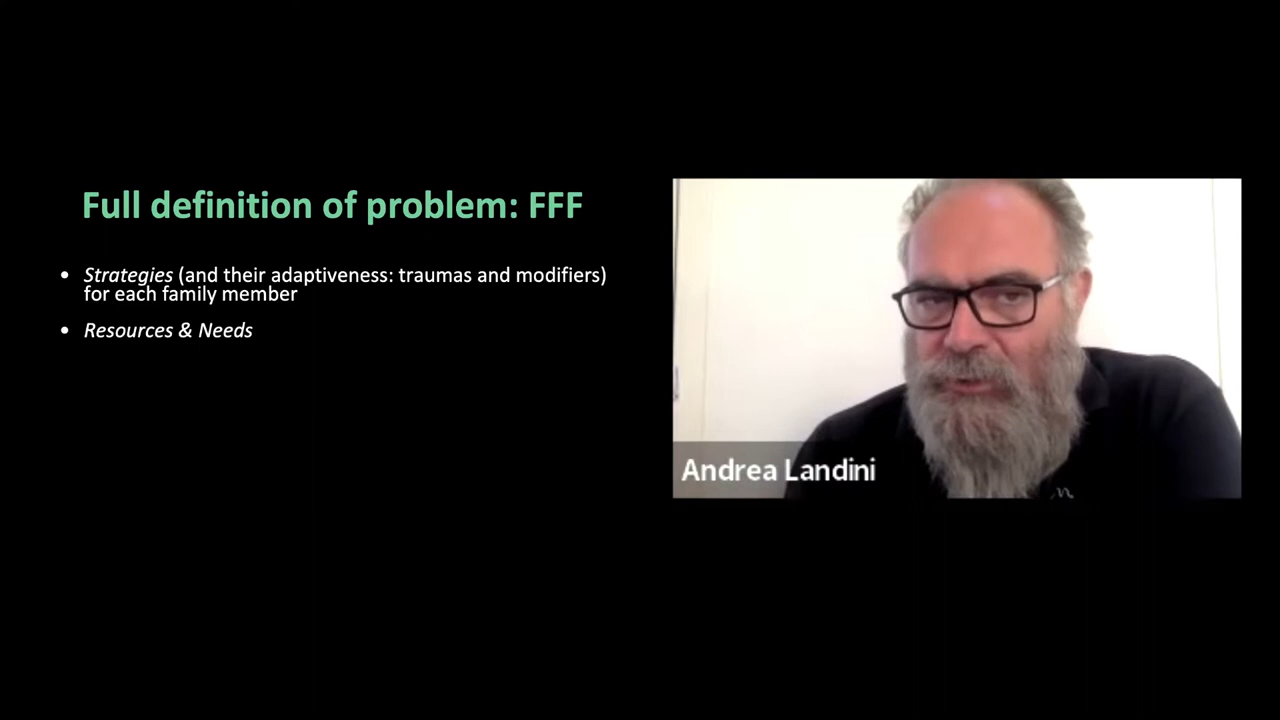 Full definition of problem: FFF
• Strategies (and their adaptiveness: traumas and modifiers)
for each family member
• Resources & Needs
Andrea Landini